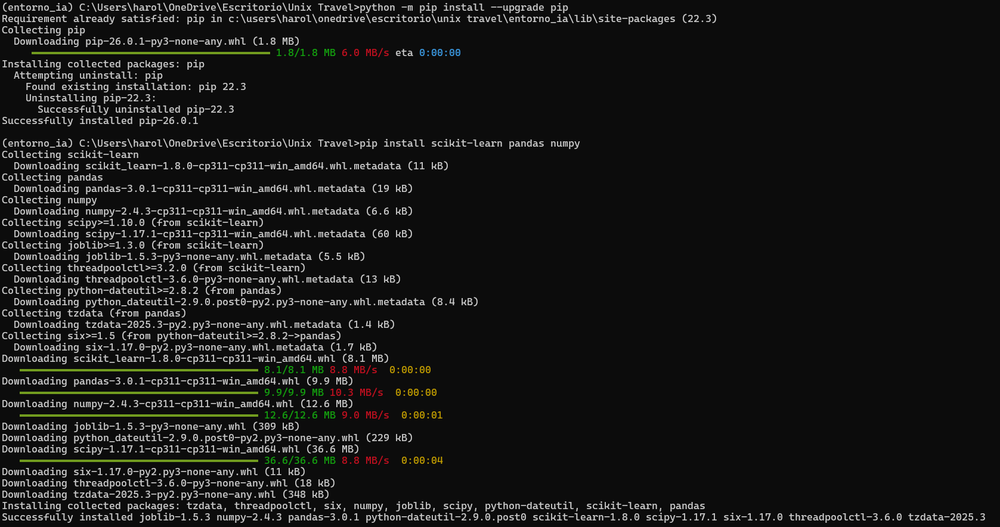 (entorno_ia) C:\Users\harol\OneDrive\Escritorio\Unix Travel>python -m pip install --upgrade pip
Requirement already satisfied: pip in c:\users\harol\onedrive\escritorio\unix travel\entorno_ia\lib\site-packages (22.3)
Collecting pip
  Downloading pip-26.0.1-py3-none-any.whl (1.8 MB)
     1.8/1.8 MB 6.0 MB/s eta 0:00:00
Installing collected packages: pip
  Attempting uninstall: pip
    Found existing installation: pip 22.3
    Uninstalling pip-22.3:
      Successfully uninstalled pip-22.3
Successfully installed pip-26.0.1

(entorno_ia) C:\Users\harol\OneDrive\Escritorio\Unix Travel>pip install scikit-learn pandas numpy
Collecting scikit-learn
  Downloading scikit_learn-1.8.0-cp311-cp311-win_amd64.whl.metadata (11 kB)
Collecting pandas
  Downloading pandas-3.0.1-cp311-cp311-win_amd64.whl.metadata (19 kB)
Collecting numpy
  Downloading numpy-2.4.3-cp311-cp311-win_amd64.whl.metadata (6.6 kB)
Collecting scipy>=1.10.0 (from scikit-learn)
  Downloading scipy-1.17.1-cp311-cp311-win_amd64.whl.metadata (60 kB)
Collecting joblib>=1.3.0 (from scikit-learn)
  Downloading joblib-1.5.3-py3-none-any.whl.metadata (5.5 kB)
Collecting threadpoolctl>=3.2.0 (from scikit-learn)
  Downloading threadpoolctl-3.6.0-py3-none-any.whl.metadata (13 kB)
Collecting python-dateutil>=2.8.2 (from pandas)
  Downloading python_dateutil-2.9.0.post0-py2.py3-none-any.whl.metadata (8.4 kB)
Collecting tzdata (from pandas)
  Downloading tzdata-2025.3-py2.py3-none-any.whl.metadata (1.4 kB)
Collecting six>=1.5 (from python-dateutil>=2.8.2->pandas)
  Downloading six-1.17.0-py2.py3-none-any.whl.metadata (1.7 kB)
Downloading scikit_learn-1.8.0-cp311-cp311-win_amd64.whl (8.1 MB)
   8.1/8.1 MB 8.8 MB/s  0:00:00
Downloading pandas-3.0.1-cp311-cp311-win_amd64.whl (9.9 MB)
   9.9/9.9 MB 10.3 MB/s  0:00:00
Downloading numpy-2.4.3-cp311-cp311-win_amd64.whl (12.6 MB)
   12.6/12.6 MB 9.0 MB/s  0:00:01
Downloading joblib-1.5.3-py3-none-any.whl (309 kB)
Downloading python_dateutil-2.9.0.post0-py2.py3-none-any.whl (229 kB)
Downloading scipy-1.17.1-cp311-cp311-win_amd64.whl (36.6 MB)
   36.6/36.6 MB 8.8 MB/s  0:00:04
Downloading six-1.17.0-py2.py3-none-any.whl (11 kB)
Downloading threadpoolctl-3.6.0-py3-none-any.whl (18 kB)
Downloading tzdata-2025.3-py2.py3-none-any.whl (348 kB)
Installing collected packages: tzdata, threadpoolctl, six, numpy, joblib, scipy, python-dateutil, scikit-learn, pandas
Successfully installed joblib-1.5.3 numpy-2.4.3 pandas-3.0.1 python-dateutil-2.9.0.post0 scikit-learn-1.8.0 scipy-1.17.1 six-1.17.0 threadpoolctl-3.6.0 tzdata-2025.3